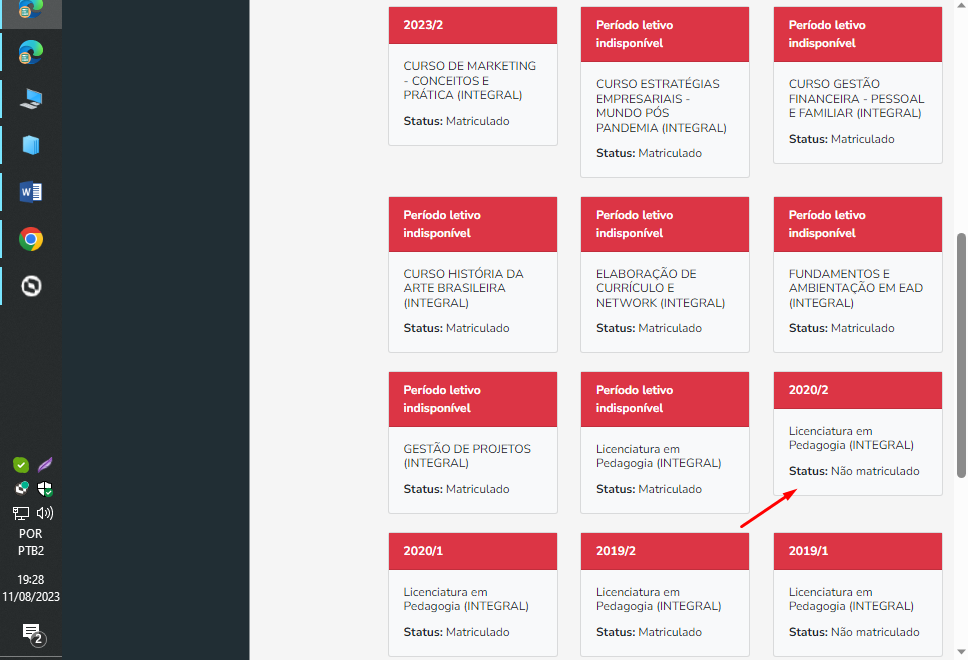 2023/2
CURSO DE MARKETING
- CONCEITOS E
PRÁTICA (INTEGRAL)
Status: Matriculado
Período letivo
indisponível
CURSO ESTRATÉGIAS
EMPRESARIAIS -
MUNDO PÓS
PANDEMIA (INTEGRAL)
Status: Matriculado
Período letivo
indisponível
CURSO GESTÃO
FINANCEIRA - PESSOAL
E FAMILIAR (INTEGRAL)
Status: Matriculado
Período letivo
indisponível
CURSO HISTÓRIA DA
ARTE BRASILEIRA
(INTEGRAL)
Status: Matriculado
Período letivo
indisponível
ELABORAÇÃO DE
CURRÍCULO E
NETWORK (INTEGRAL)
Status: Matriculado
Período letivo
indisponível
FUNDAMENTOS E
AMBIENTAÇÃO EM EAD
(INTEGRAL)
Status: Matriculado
Período letivo
indisponível
GESTÃO DE PROJETOS
(INTEGRAL)
Status: Matriculado
Período letivo
indisponível
Licenciatura em
Pedagogia (INTEGRAL)
Status: Matriculado
2020/2
Licenciatura em
Pedagogia (INTEGRAL)
Status: Não matriculado
2020/1
Licenciatura em
Pedagogia (INTEGRAL)
Status: Matriculado
2019/2
Licenciatura em
Pedagogia (INTEGRAL)
Status: Matriculado
2019/1
Licenciatura em
Pedagogia (INTEGRAL)
Status: Não matriculado
W
POR
PTB2
19:28
11/08/2023
2